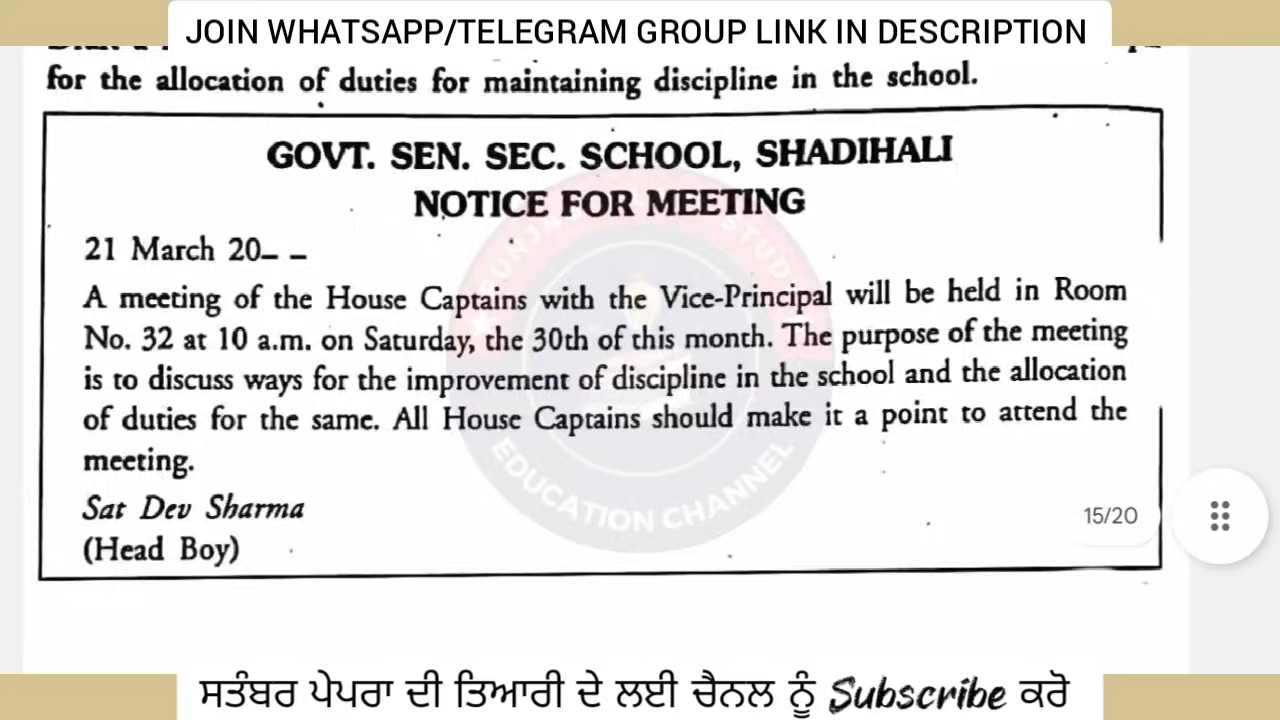 JOIN WHATSAPP/TELEGRAM GROUP LINK IN DESCRIPTION
for the allocation of duties for maintaining discipline in the school.
GOVT. SEN. SEC. SCHOOL, SHADIHALI
NOTICE FOR MEETING
21 March 20– –
A meeting of the House Captains with the Vice-Principal will be held in Room
No. 32 at 10 a.m. on Saturday, the 30th of this month. The purpose of the meeting
is to discuss ways for the improvement of discipline in the school and the allocation
of duties for the same. All House Captains should make it a point to attend the
meeting.
Sat Dev Sharma
15/20
(Head Boy)
EDUCATION CHANNEL
ਸਤੰਬਰ ਪੇਪਰਾ ਦੀ ਤਿਆਰੀ ਦੇ ਲਈ ਚੈਨਲ ਨੂੰ Subscribe ਕਰੋ